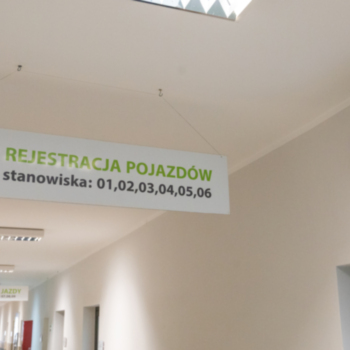 REJESTRACJA POJAZDÓW
stanowiska: 01,02,03,04,05,06